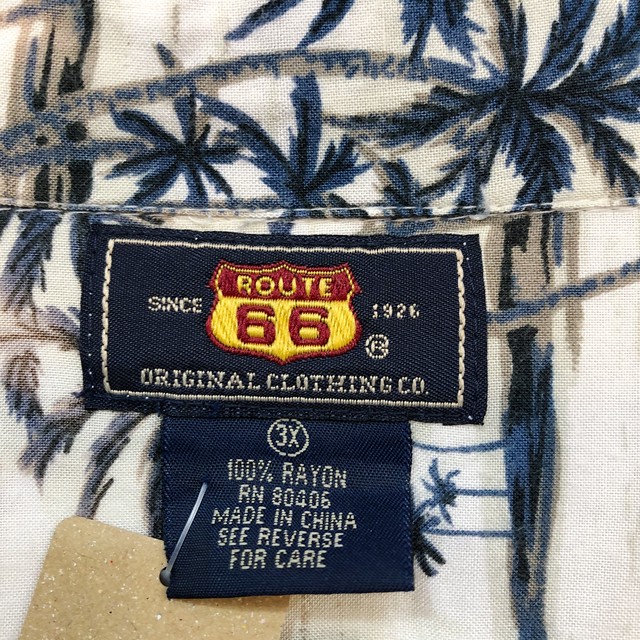 ROUTE
SINCE 66 1926
®
ORIGINAL CLOTHING CO.
3X
100% RAYON
RN 80406
MADE IN CHINA
SEE REVERSE
FOR CARE